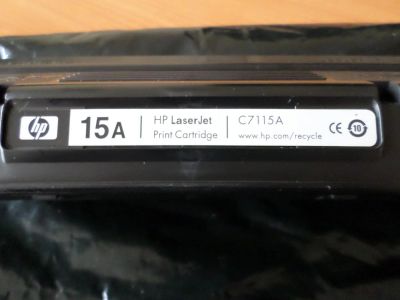 hp
15A
HP LaserJet
Print Cartridge
C7115A
www.hp.com/recycle
CE 10